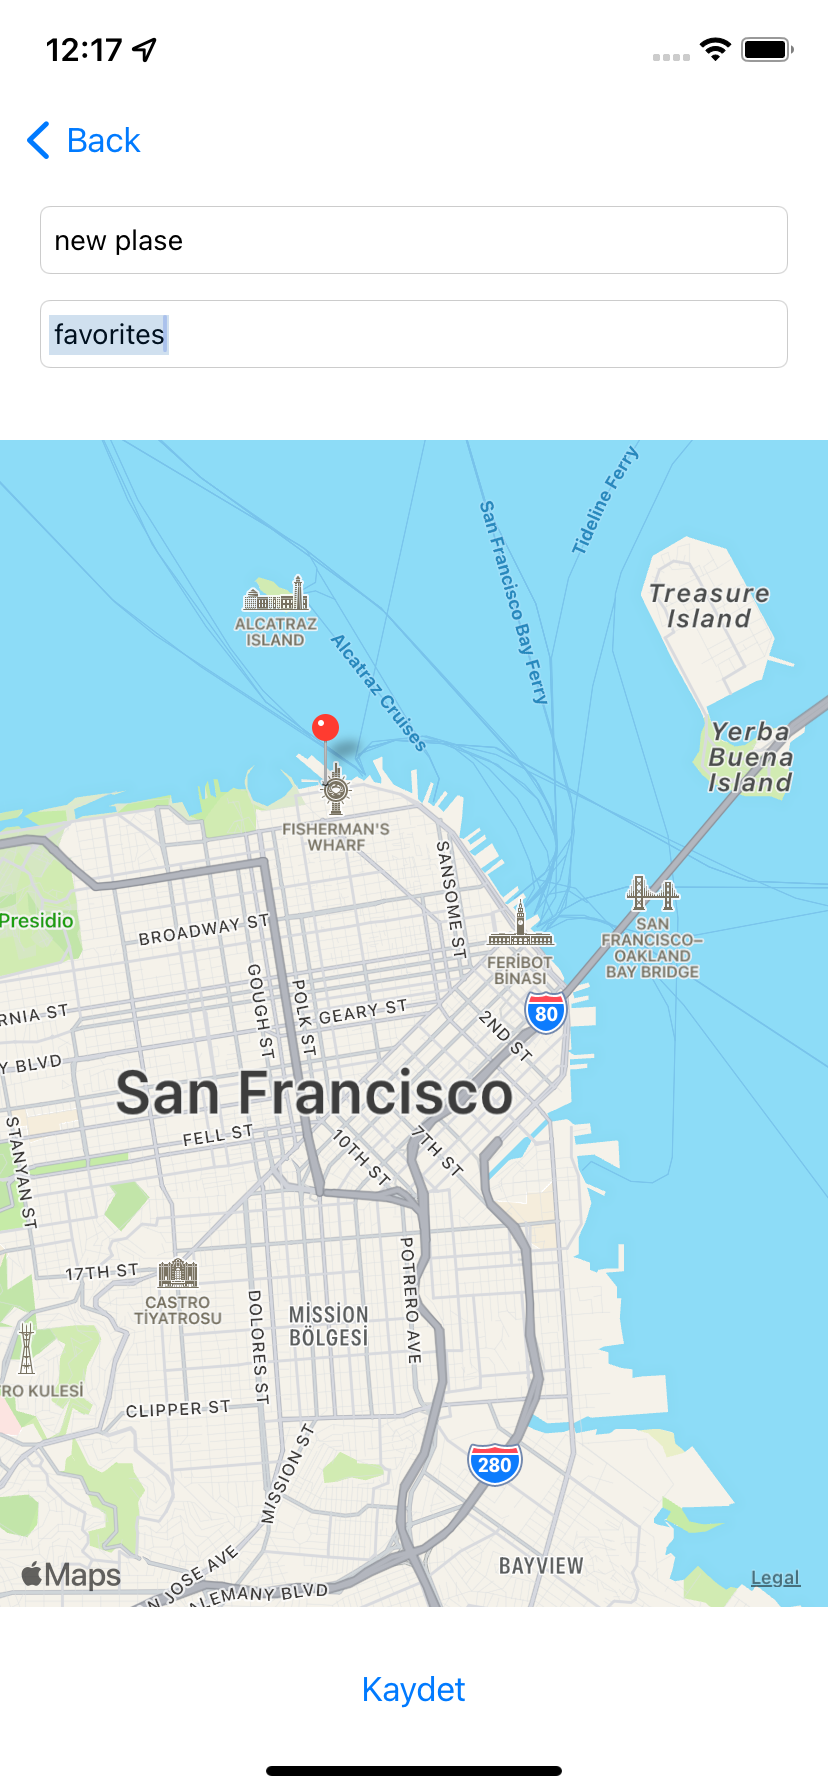 12:17
Back
new plase
favorites
Tideline Ferry
San Francisco Bay Ferry
Treasure
Island
ALCATRAZ
ISLAND
Alcatraz Cruises
Yerba
Buena
Island
FISHERMAN'S
WHARF
SANSOME ST
Presidio
BROADWAY ST
SAN
FRANCISCO–
OAKLAND
BAY BRIDGE
FERİBOT
BİNASI
GOUGH ST
POLK ST
GEARY ST
RNIA ST
80
2ND ST
Y BLVD
San Francisco
STANYAN ST
FELL ST
10TH ST
7TH ST
17TH ST
POTRERO AVE
CASTRO
TİYATROSU
DOLORES ST
MİSSİON
BÖLGESİ
RO KULESİ
CLIPPER ST
MISSION ST
280
BAYVIEW
Maps
N JOSE AVE
ALEMANY BLVD
Legal
Kaydet